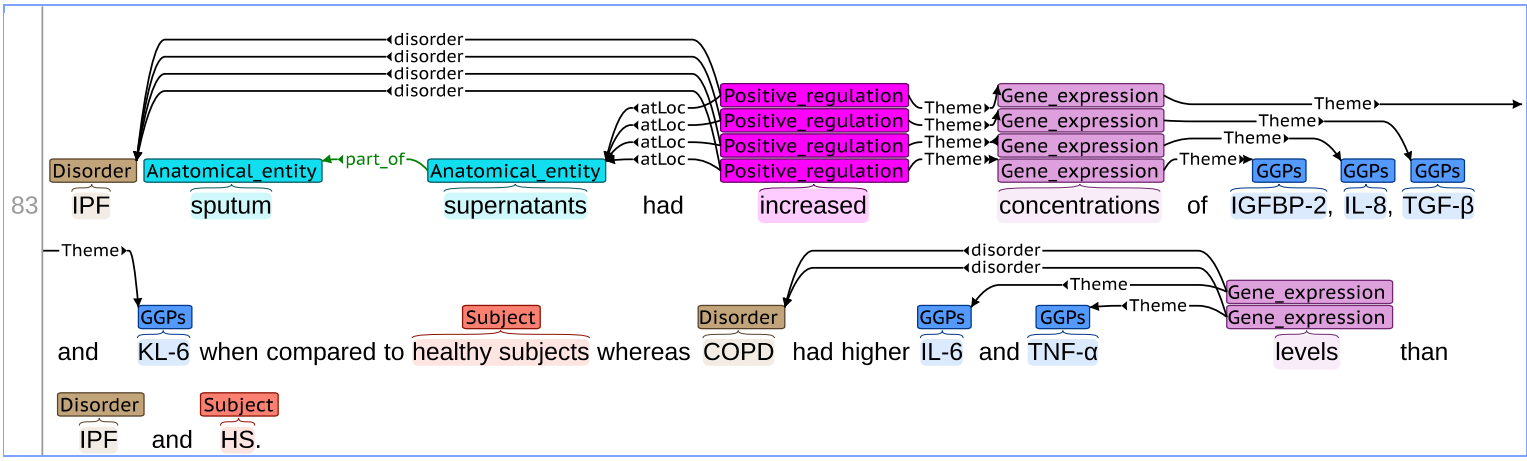 disorder
disorder
disorder
disorder
Positive_regulation Gene_expression Theme
atLoc Theme
Positive_regulation Gene_expression Theme
atLoc Theme
Positive_regulation Gene_expression Theme
atLoc Theme
Disorder Anatomical_entity part_of Anatomical_entity atLoc Positive_regulation Theme Gene_expression Theme GGPs GGPs GGPs
83 IPF sputum supernatants had increased concentrations of IGFBP-2, IL-8, TGF-β
Theme disorder
disorder
Theme Gene_expression
GGPs Subject Disorder GGPs GGPs Theme Gene_expression
and KL-6 when compared to healthy subjects whereas COPD had higher IL-6 and TNF-α levels than
Disorder Subject
IPF and HS.